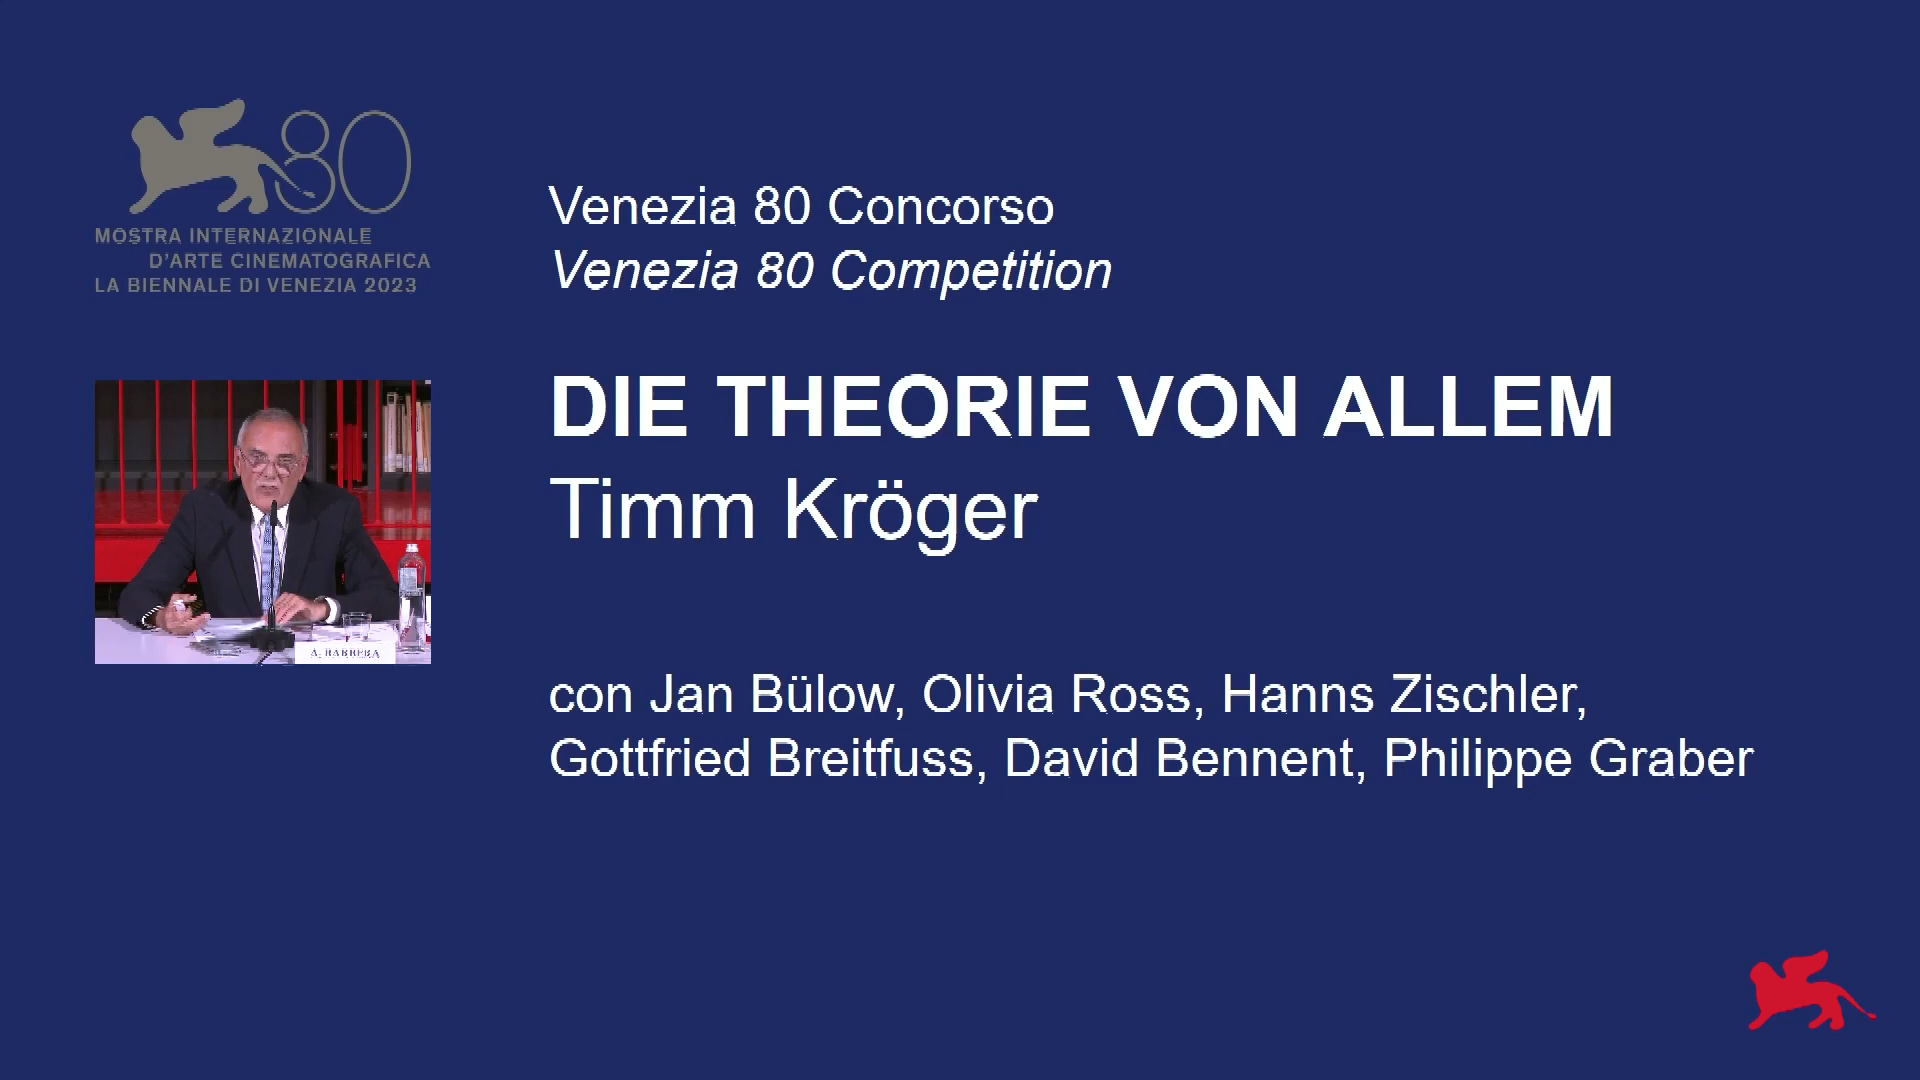 80
MOSTRA INTERNAZIONALE
D'ARTE CINEMATOGRAFICA
LA BIENNALE DI VENEZIA 2023
Venezia 80 Concorso
Venezia 80 Competition
DIE THEORIE VON ALLEM
Timm Kröger
con Jan Bülow, Olivia Ross, Hanns Zischler,
Gottfried Breitfuss, David Bennent, Philippe Graber
A. BARBERA